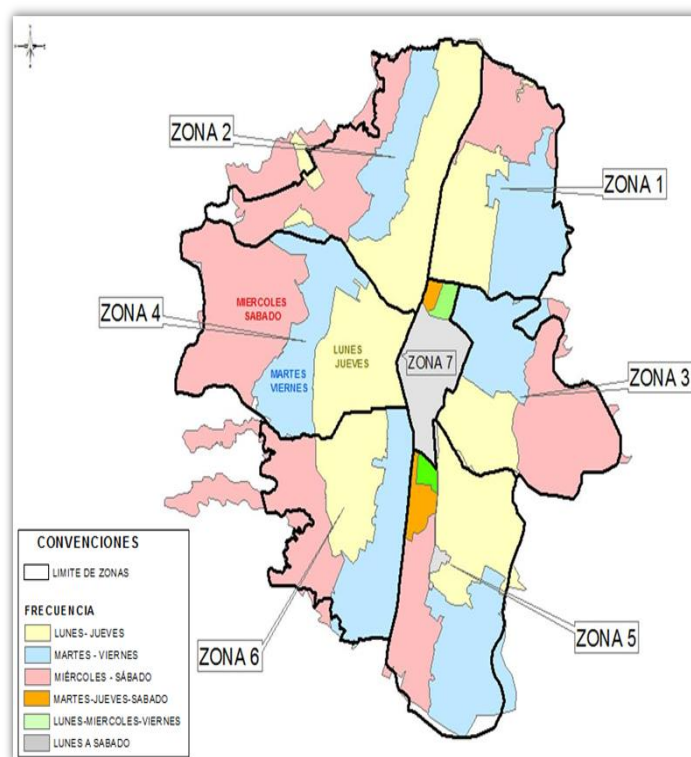 ZONA 2
ZONA 1
ZONA 4
MIERCOLES
SABADO
LUNES
JUEVES
MARTES
VIERNES
ZONA 7
ZONA 3
ZONA 6
ZONA 5
CONVENCIONES
LIMITE DE ZONAS
FRECUENCIA
LUNES- JUEVES
MARTES - VIERNES
MIÉRCOLES - SÁBADO
MARTES-JUEVES-SABADO
LUNES-MIERCOLES-VIERNES
LUNES A SABADO